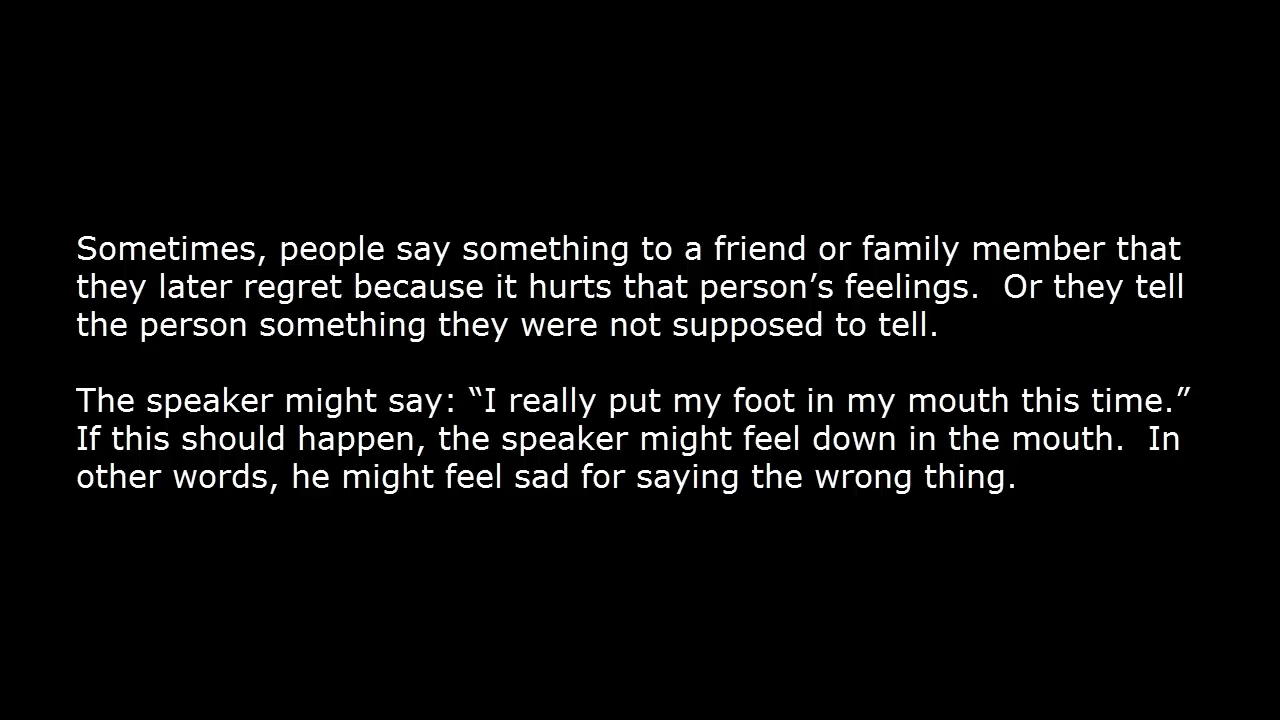 Sometimes, people say something to a friend or family member that
they later regret because it hurts that person’s feelings.  Or they tell
the person something they were not supposed to tell.
The speaker might say: “I really put my foot in my mouth this time.”
If this should happen, the speaker might feel down in the mouth.  In
other words, he might feel sad for saying the wrong thing.